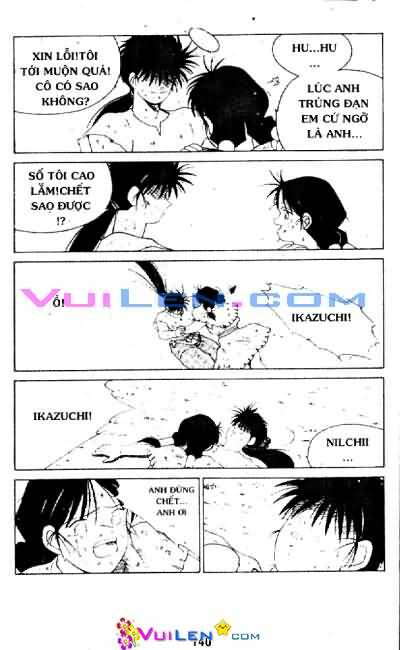 XIN LỖI!TÔI
TỚI MUỘN QUÁ!
CÔ CÓ SAO
KHÔNG?
HU...HU
...
LÚC ANH
TRÚNG ĐẠN
EM CỨ NGỠ
LÀ ANH...
SỐ TÔI CAO
LẮM!CHẾT
SAO ĐƯỢC
!?
Ồ!
IKAZUCHI!
VUILEN.COM
IKAZUCHI!
NILCHII
...
ANH ĐỪNG
CHẾT...
ANH ƠI
VUILEN.COM
140